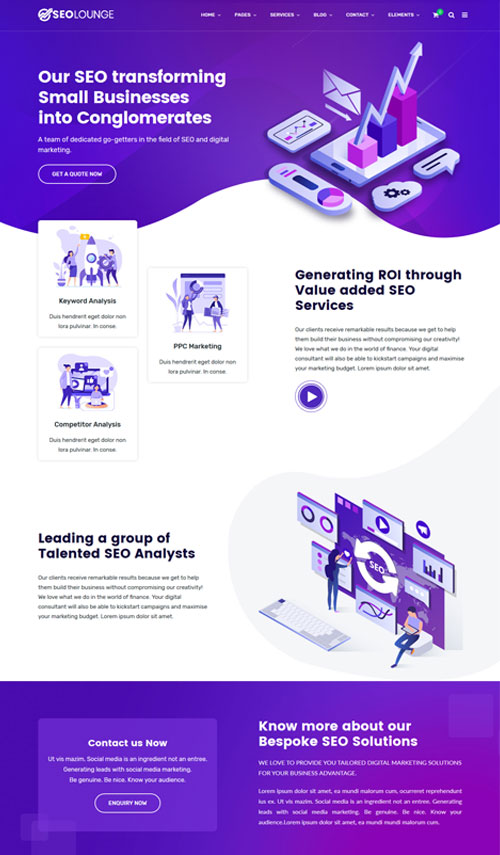 SEOLOUNGE
HOME PAGES SERVICES BLOG CONTACT ELEMENTS
Our SEO transforming
Small Businesses
into Conglomerates
A team of dedicated go-getters in the field of SEO and digital
marketing.
GET A QUOTE NOW
Keyword Analysis
Duis hendrerit eget dolor non
lora pulvinar. In conse.
PPC Marketing
Duis hendrerit eget dolor non
lora pulvinar. In conse.
Competitor Analysis
Duis hendrerit eget dolor non
lora pulvinar. In conse.
Generating ROI through
Value added SEO
Services
Our clients receive remarkable results because we get to help
them build their business without compromising our creativity!
We love what we do in the world of finance. Your digital
consultant will also be able to kickstart campaigns and maximise
your marketing budget. Lorem ipsum dolor sit amet.
Leading a group of
Talented SEO Analysts
Our clients receive remarkable results because we get to help
them build their business without compromising our creativity!
We love what we do in the world of finance. Your digital
consultant will also be able to kickstart campaigns and maximise
your marketing budget. Lorem ipsum dolor sit amet.
SEO
Contact us Now
Ut vis mazim. Social media is an ingredient not an entree.
Generating leads with social media marketing.
Be genuine. Be nice. Know your audience.
ENQUIRY NOW
Know more about our
Bespoke SEO Solutions
WE LOVE TO PROVIDE YOU TAILORED DIGITAL MARKETING SOLUTIONS
FOR YOUR BUSINESS ADVANTAGE.
Lorem ipsum dolor sit amet, ea mundi mundi malorum cum, ocurreret reprehendunt has ei. Ut vis
mazim. Social media is an ingredient, not an entree. Generating
leads with social media marketing. Be genuine. Be nice. Know your
audience.Lorem ipsum dolor sit amet, ea mundi mundi malorum cum.